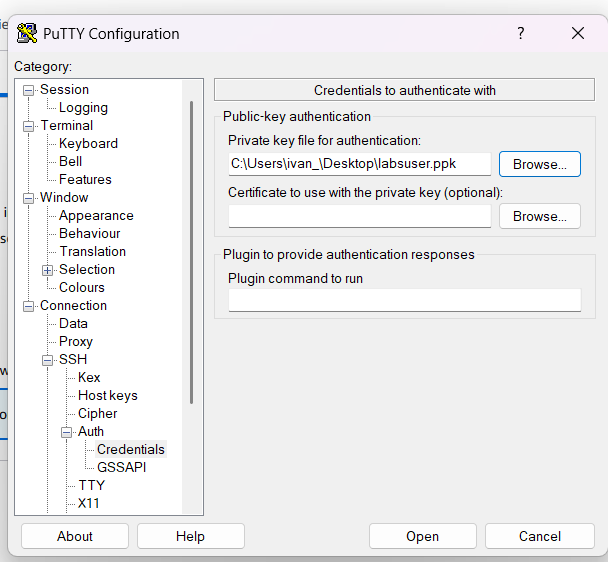 PuTTY Configuration
?
Category:
Session
Logging
Terminal
Keyboard
Bell
Features
Window
Appearance
Behaviour
Translation
Selection
Colours
Connection
Data
Proxy
SSH
Kex
Host keys
Cipher
Auth
Credentials
GSSAPI
TTY
X11
Credentials to authenticate with
Public-key authentication
Private key file for authentication:
C:\Users\ivan_\Desktop\labsuser.ppk
Browse...
Certificate to use with the private key (optional):
Browse...
Plugin to provide authentication responses
Plugin command to run
About
Help
Open
Cancel